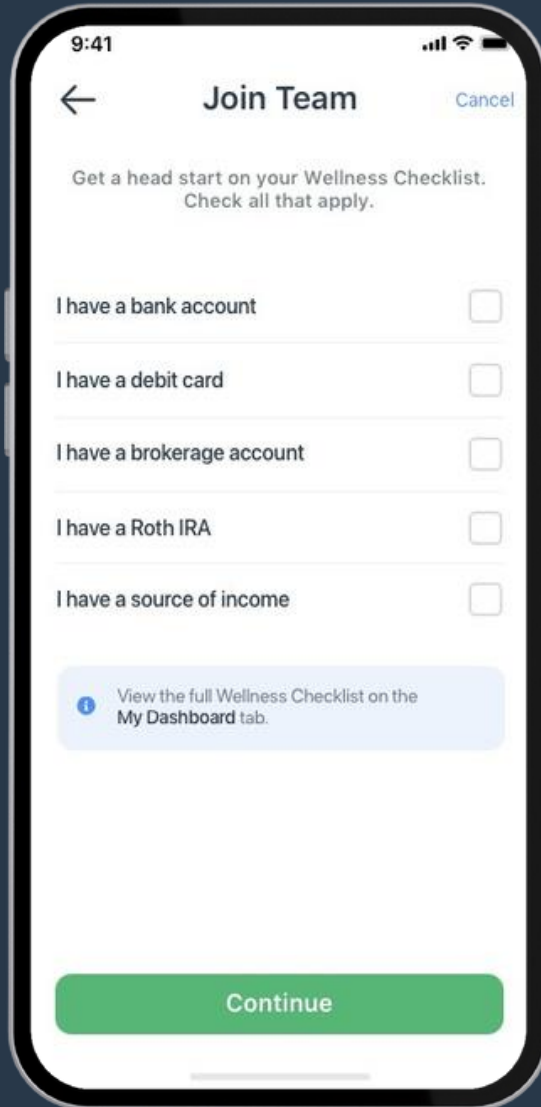 9:41
Join Team
Cancel
Get a head start on your Wellness Checklist.
Check all that apply.
I have a bank account
I have a debit card
I have a brokerage account
I have a Roth IRA
I have a source of income
View the full Wellness Checklist on the
My Dashboard tab.
Continue